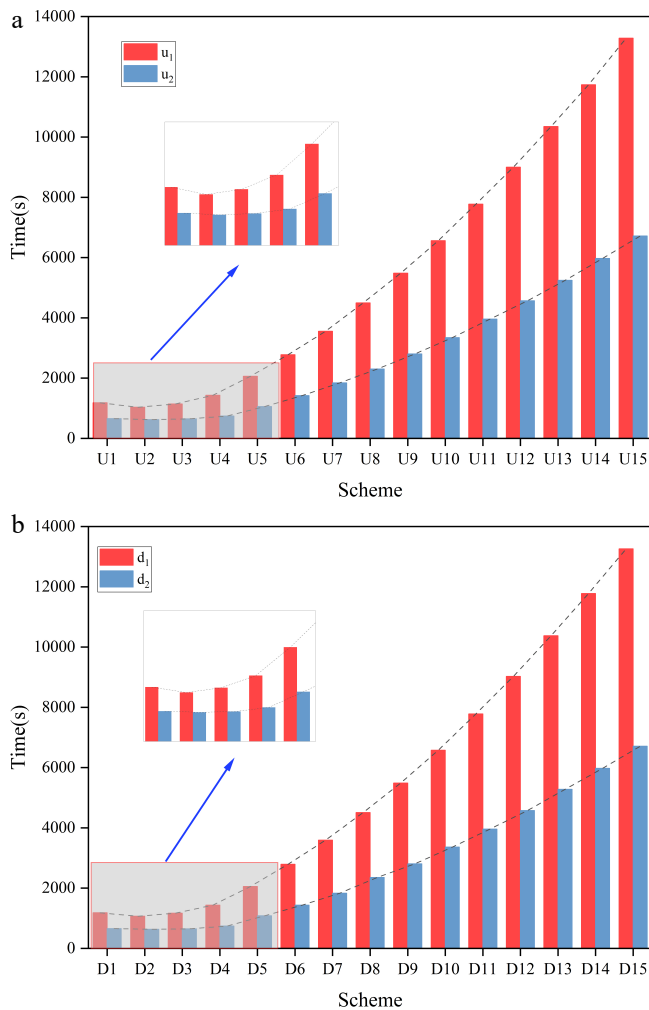 a
14000
12000
10000
8000
6000
4000
2000
0
Time(s)
u1
u2
U1 U2 U3 U4 U5 U6 U7 U8 U9 U10 U11 U12 U13 U14 U15
Scheme
b
14000
12000
10000
8000
6000
4000
2000
0
Time(s)
d1
d2
D1 D2 D3 D4 D5 D6 D7 D8 D9 D10 D11 D12 D13 D14 D15
Scheme